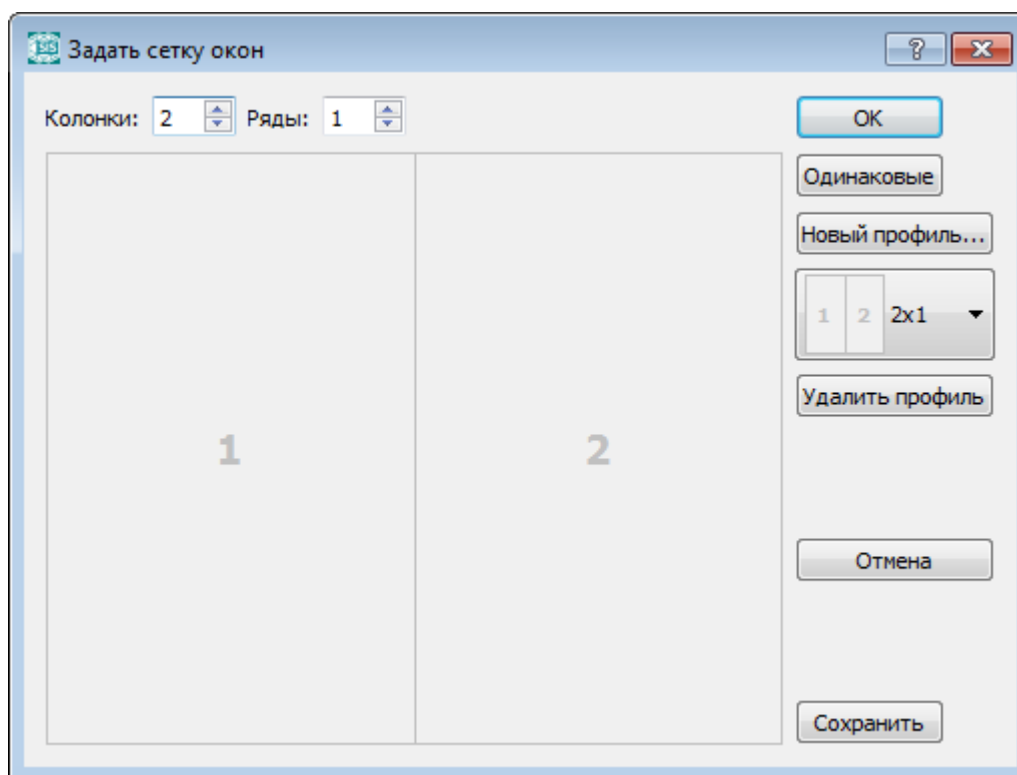 Задать сетку окон
Колонки: 2 Ряды: 1
OK
Одинаковые
Новый профиль...
1 2 2x1
Удалить профиль
1 2
Отмена
Сохранить